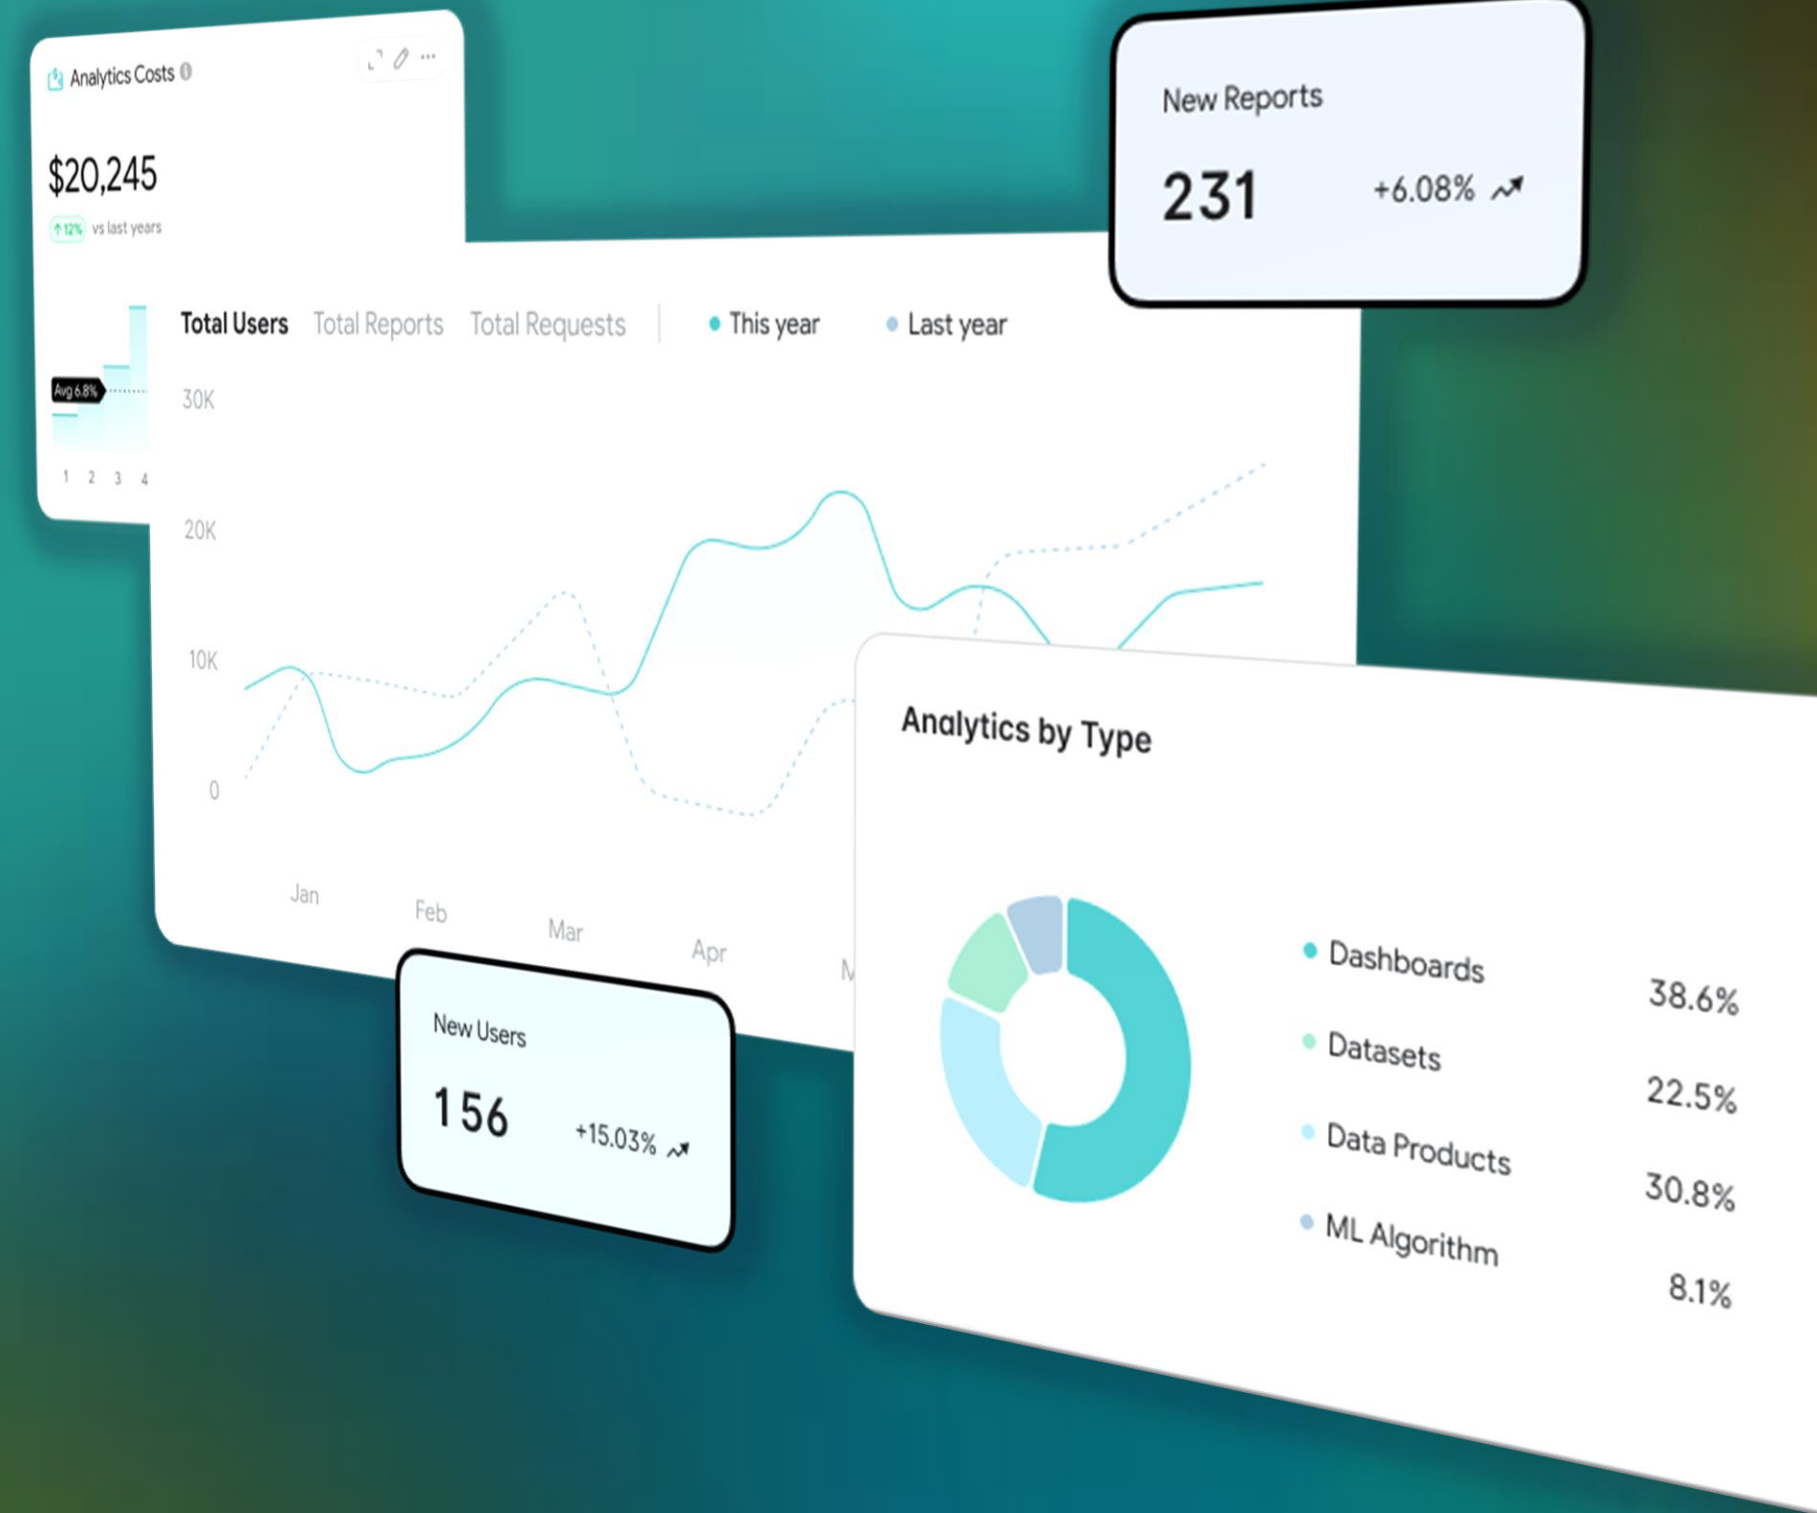 Analytics Costs
$20,245
↑12% vs last years
Avg 6.8%
1 2 3 4
New Reports
231 +6.08%
Total Users Total Reports Total Requests This year Last year
30K
20K
10K
0
Jan Feb Mar Apr M
New Users
156 +15.03%
Analytics by Type
Dashboards 38.6%
Datasets 22.5%
Data Products 30.8%
ML Algorithm 8.1%